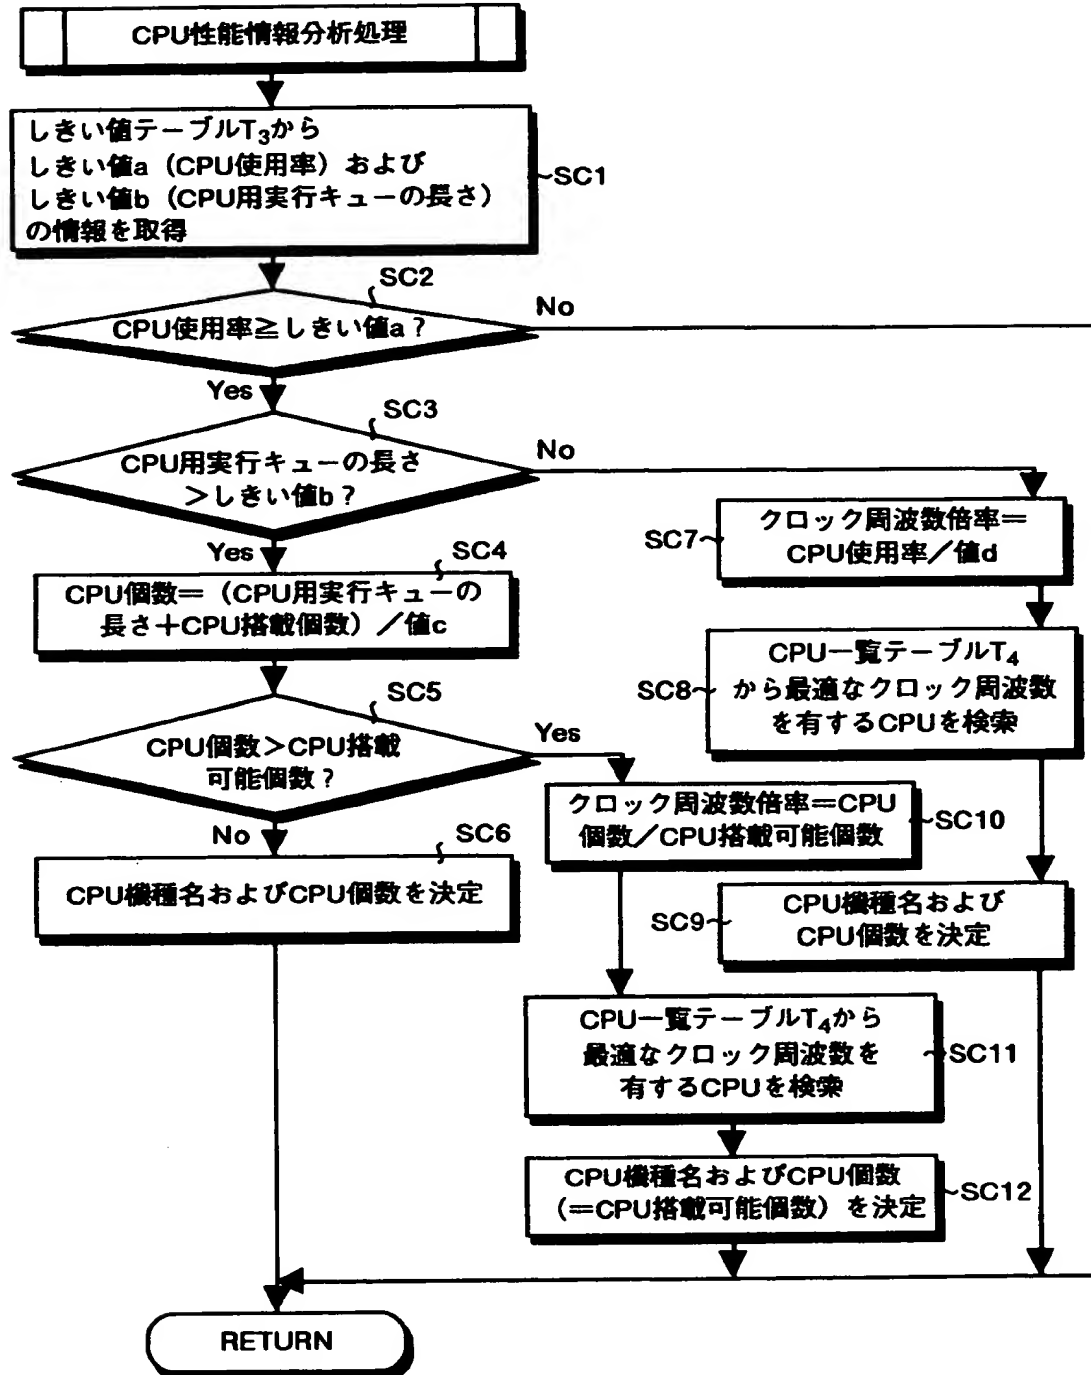 CPU性能情報分析処理
しきい値テーブルT₃から
しきい値a（CPU使用率）および
しきい値b（CPU用実行キューの長さ）
の情報を取得
SC1
SC2
CPU使用率≧しきい値a？
No
Yes
SC3
CPU用実行キューの長さ
＞しきい値b？
No
Yes
SC4
CPU個数＝（CPU用実行キューの
長さ＋CPU搭載個数）／値c
SC7
クロック周波数倍率＝
CPU使用率／値d
SC8
CPU一覧テーブルT₄
から最適なクロック周波数
を有するCPUを検索
SC5
CPU個数＞CPU搭載
可能個数？
Yes
No
SC6
CPU機種名およびCPU個数を決定
クロック周波数倍率＝CPU
個数／CPU搭載可能個数
SC10
SC9
CPU機種名および
CPU個数を決定
CPU一覧テーブルT₄から
最適なクロック周波数を
有するCPUを検索
SC11
CPU機種名およびCPU個数
（＝CPU搭載可能個数）を決定
SC12
RETURN